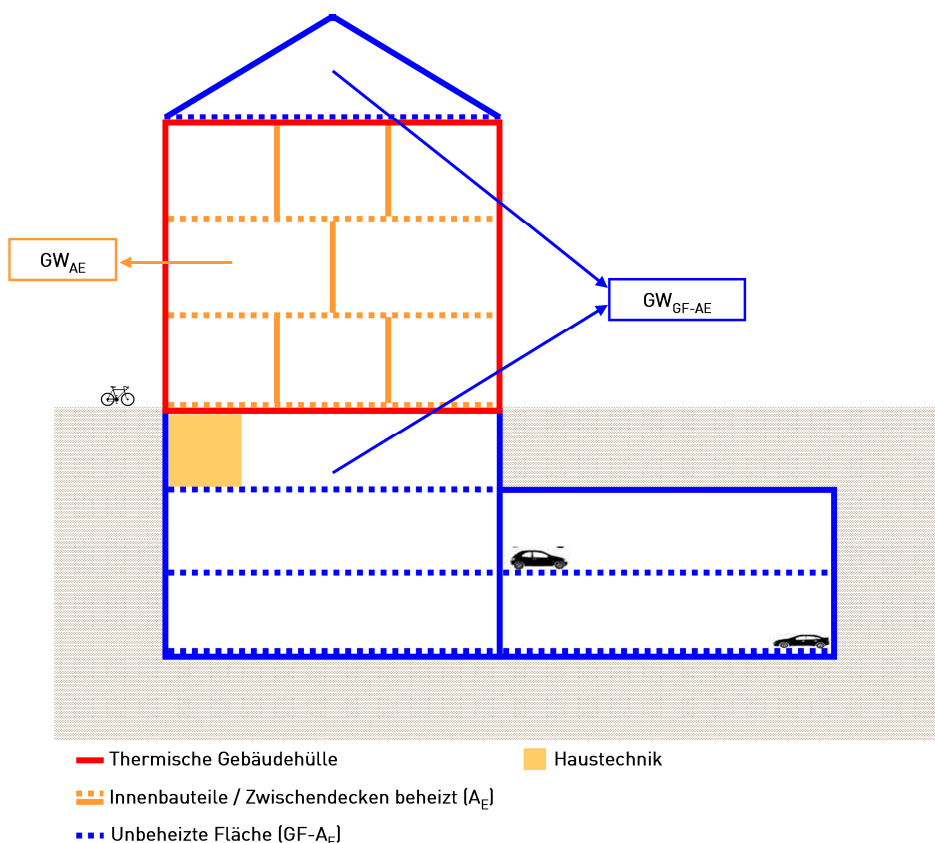 GW_AE
GW_GF-AE
Thermische Gebäudehülle
Haustechnik
Innenbauteile / Zwischendecken beheizt (A_E)
Unbeheizte Fläche (GF-A_E)